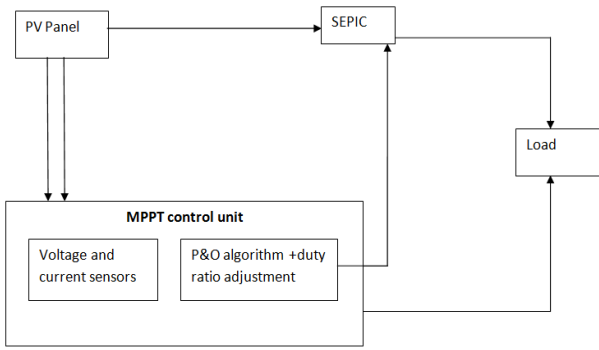 PV Panel
SEPIC
Load
MPPT control unit
Voltage and
current sensors
P&O algorithm +duty
ratio adjustment